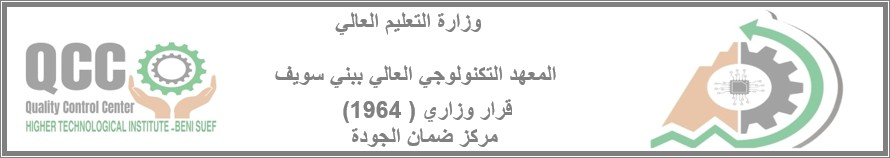 وزارة التعليم العالي
المعهد التكنولوجي العالي ببني سويف
قرار وزاري ( 1964)
مركز ضمان الجودة
QCC
Quality Control Center
HIGHER TECHNOLOGICAL INSTITUTE -BENI SUEF